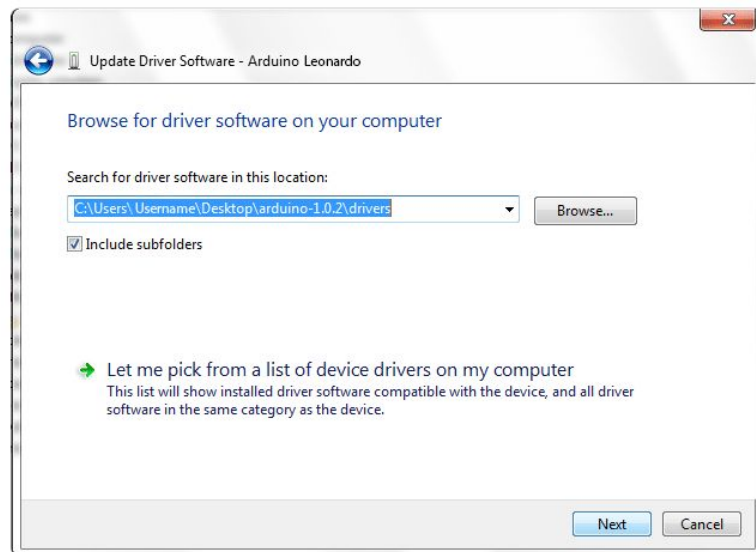 Update Driver Software - Arduino Leonardo
Browse for driver software on your computer
Search for driver software in this location:
C:\Users\Username\Desktop\arduino-1.0.2\drivers
Browse...
Include subfolders
Let me pick from a list of device drivers on my computer
This list will show installed driver software compatible with the device, and all driver
software in the same category as the device.
Next
Cancel